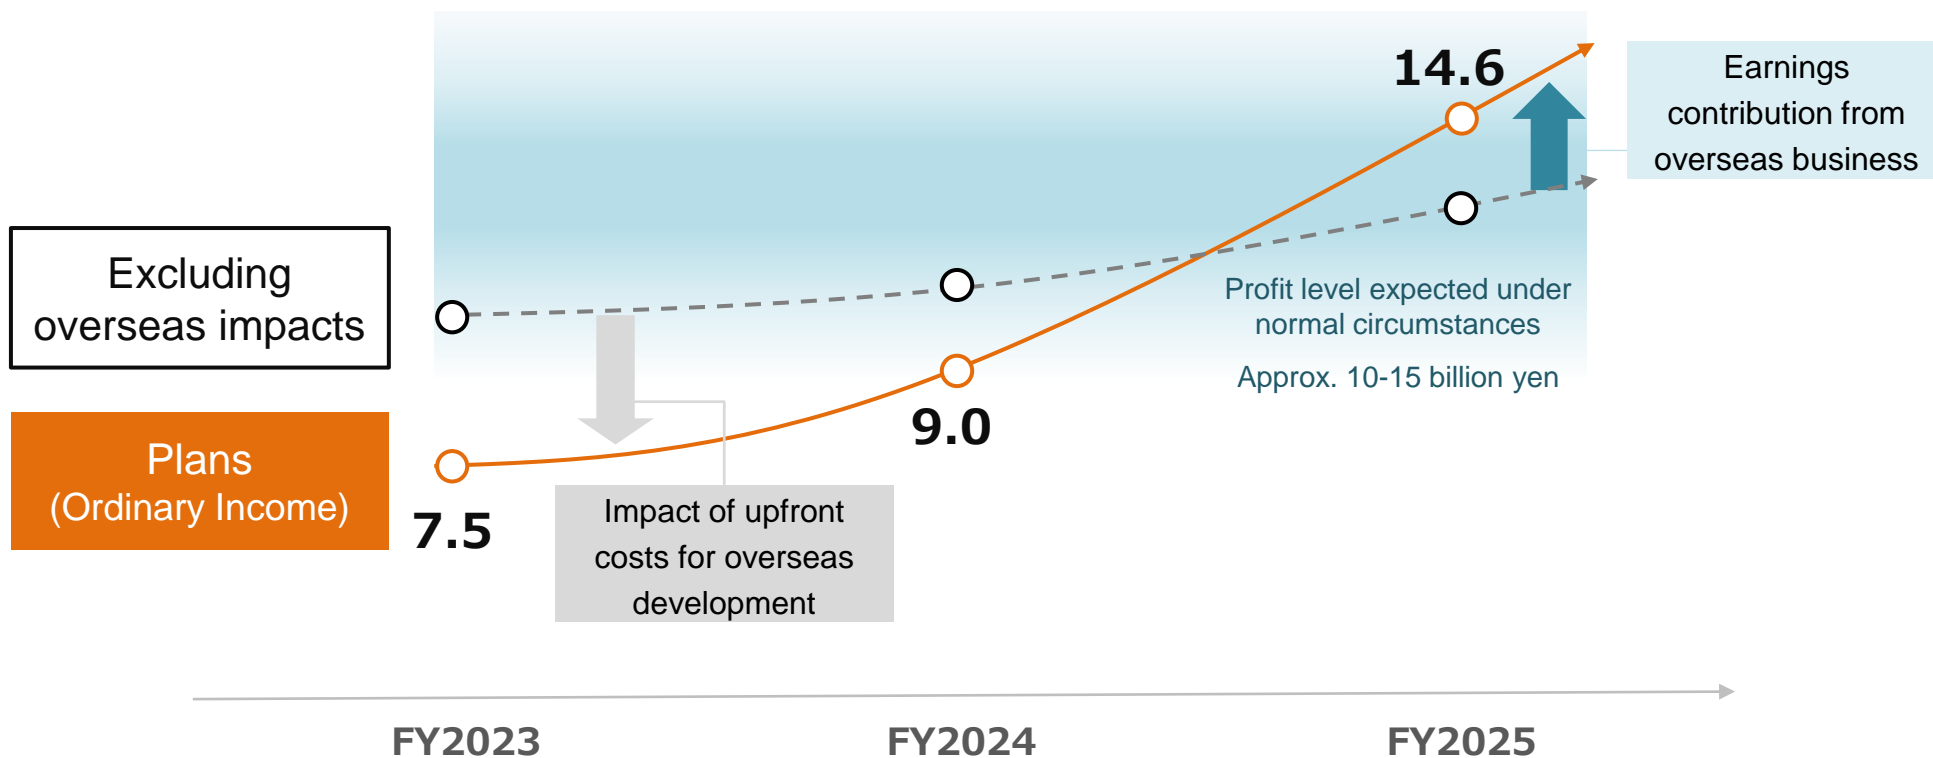 14.6
Earnings
contribution from
overseas business
Excluding
overseas impacts
Profit level expected under
normal circumstances
Approx. 10-15 billion yen
9.0
Plans
(Ordinary Income)
7.5
Impact of upfront
costs for overseas
development
FY2023
FY2024
FY2025